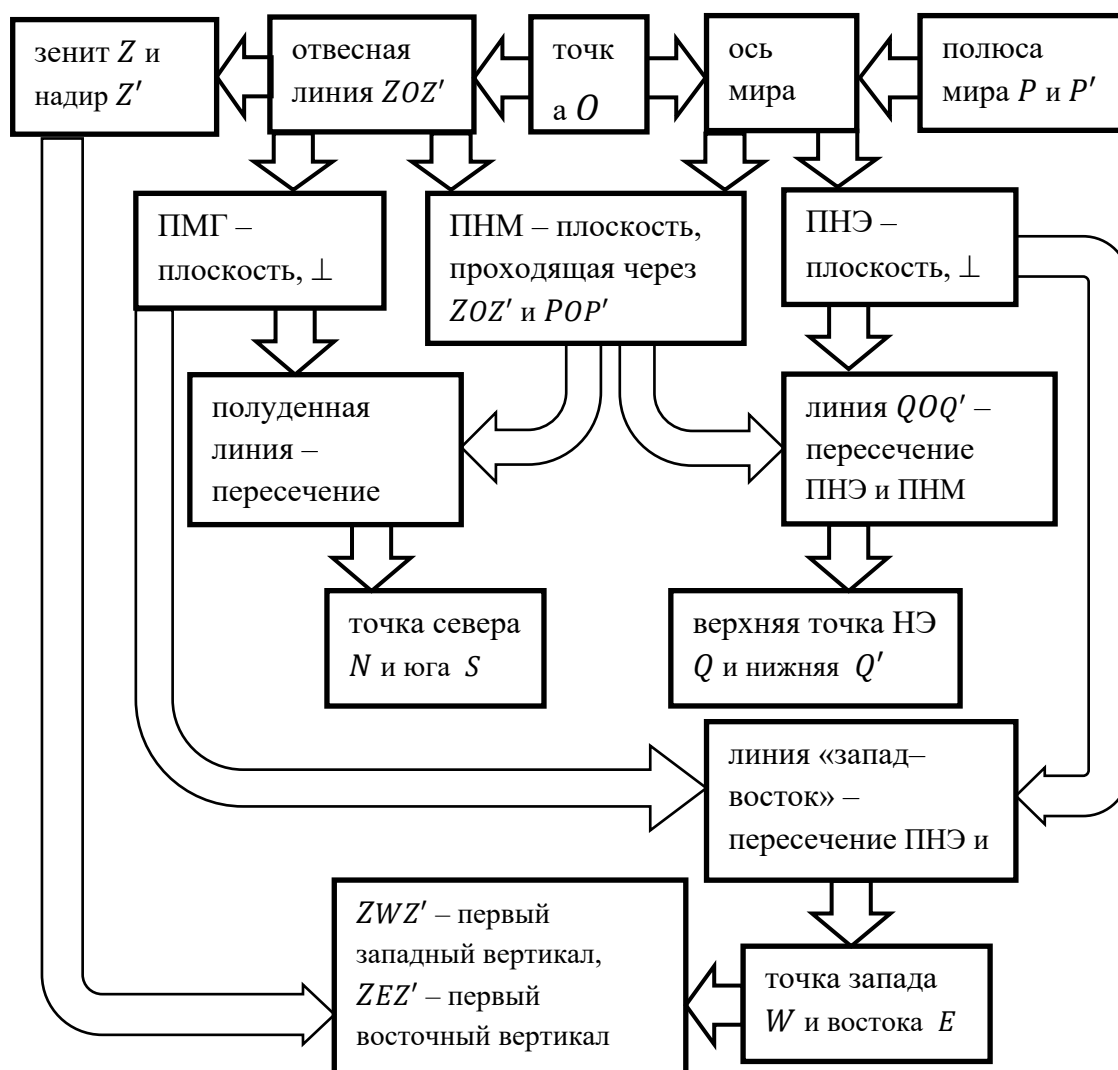 зенит Z и
надир Z′
отвесная
линия ZOZ′
точк
а O
ось
мира
полюса
мира P и P′
ПМГ –
плоскость, ⊥
ПНМ – плоскость,
проходящая через
ZOZ′ и POP′
ПНЭ –
плоскость, ⊥
полуденная
линия –
пересечение
линия QOQ′ –
пересечение
ПНЭ и ПНМ
точка севера
N и юга S
верхняя точка НЭ
Q и нижняя Q′
линия «запад–
восток» –
пересечение ПНЭ и
ZWZ′ – первый
западный вертикал,
ZEZ′ – первый
восточный вертикал
точка запада
W и востока E